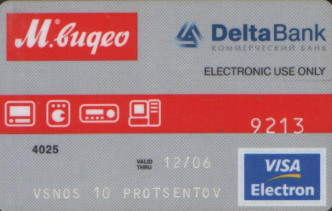 М.видео
DeltaBank
КОММЕРЧЕСКИЙ БАНК
ELECTRONIC USE ONLY
9213
4025
VALID THRU 12/06
VISA
Electron
VSNOS 10 PROTSENTOV